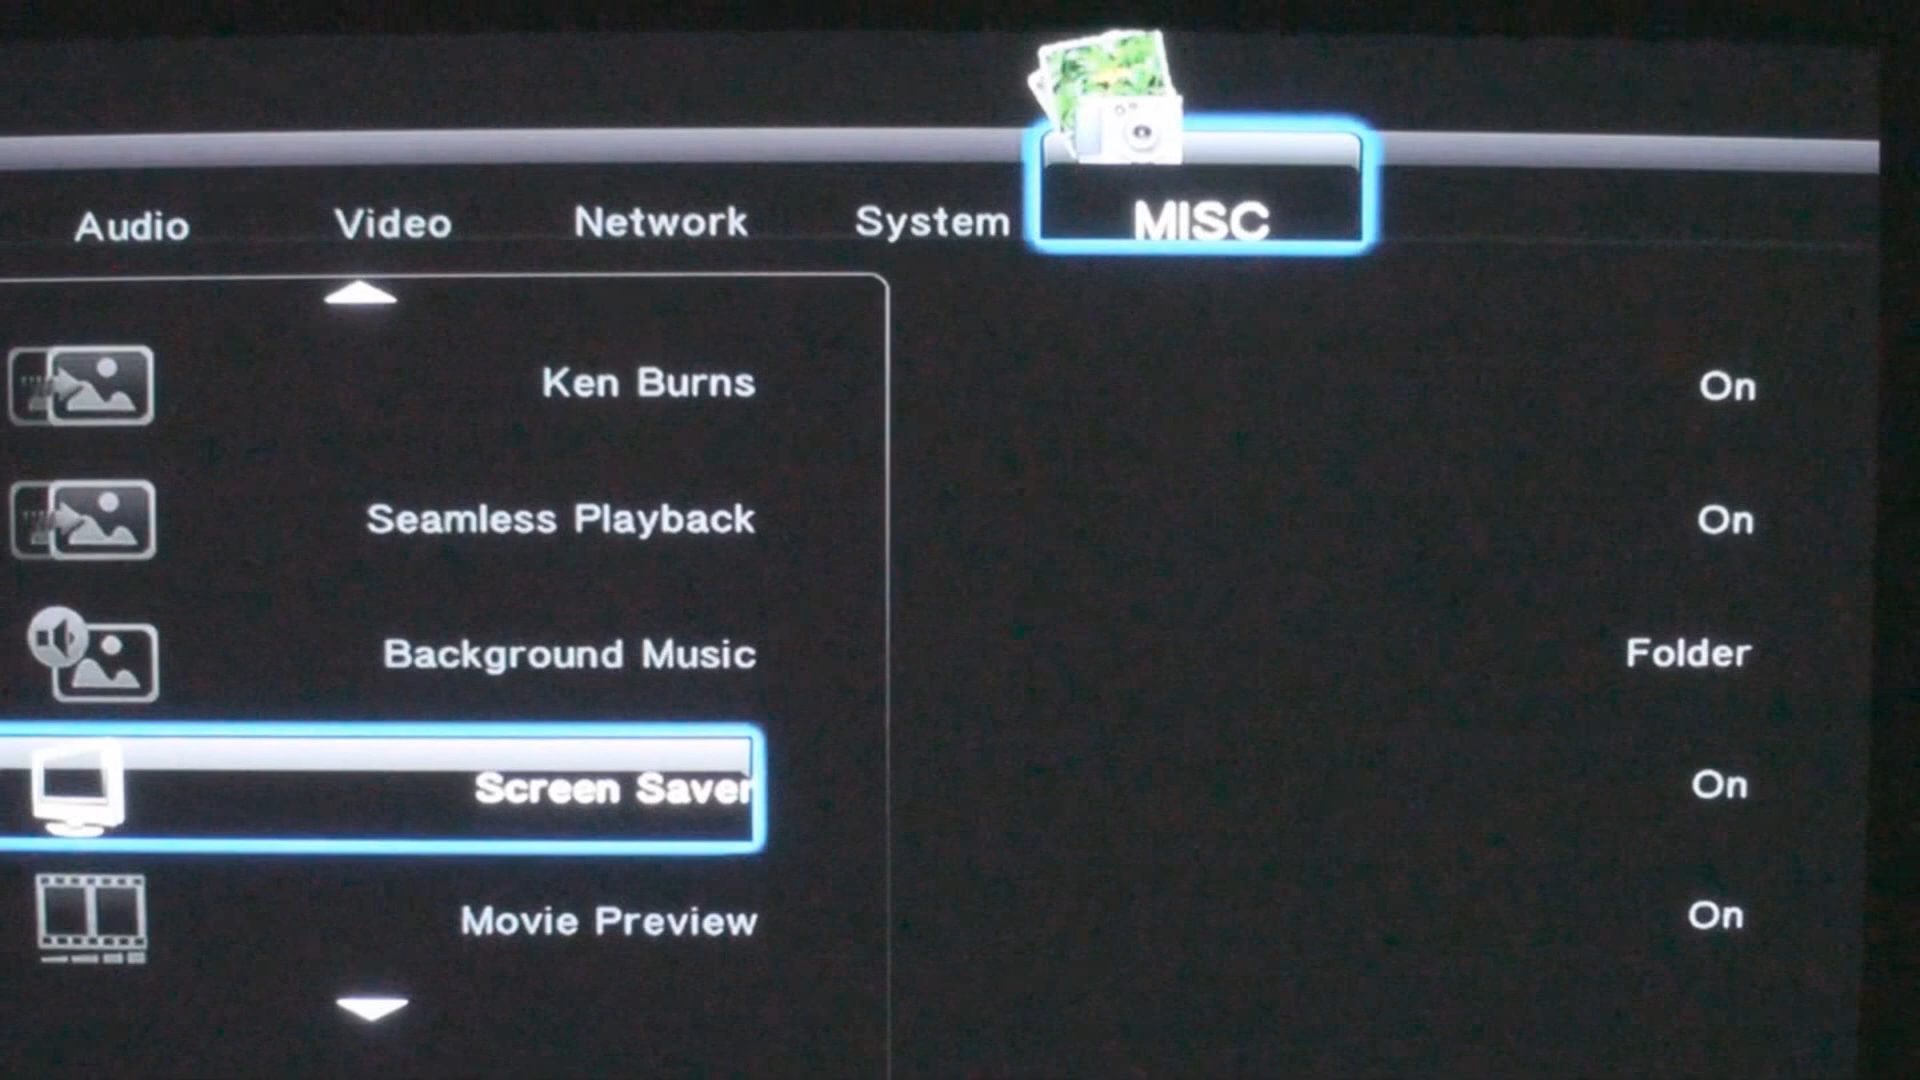 Audio Video Network System MISC
Ken Burns On
Seamless Playback On
Background Music Folder
Screen Saver On
Movie Preview On